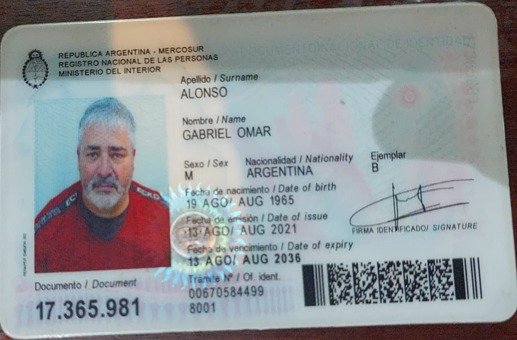 REPUBLICA ARGENTINA - MERCOSUR
REGISTRO NACIONAL DE LAS PERSONAS
MINISTERIO DEL INTERIOR
Apellido / Surname
ALONSO
Nombre / Name
GABRIEL OMAR
Sexo / Sex Nacionalidad / Nationality Ejemplar
M ARGENTINA B
Fecha de nacimiento / Date of birth
19 AGO/ AUG 1965
Fecha de emisión / Date of issue
13 AGO/ AUG 2021
FIRMA IDENTIFICADO/ SIGNATURE
Fecha de vencimiento / Date of expiry
13 AGO/ AUG 2036
Documento / Document
17.365.981
Trámite Nº / Of. ident.
00670584499
8001